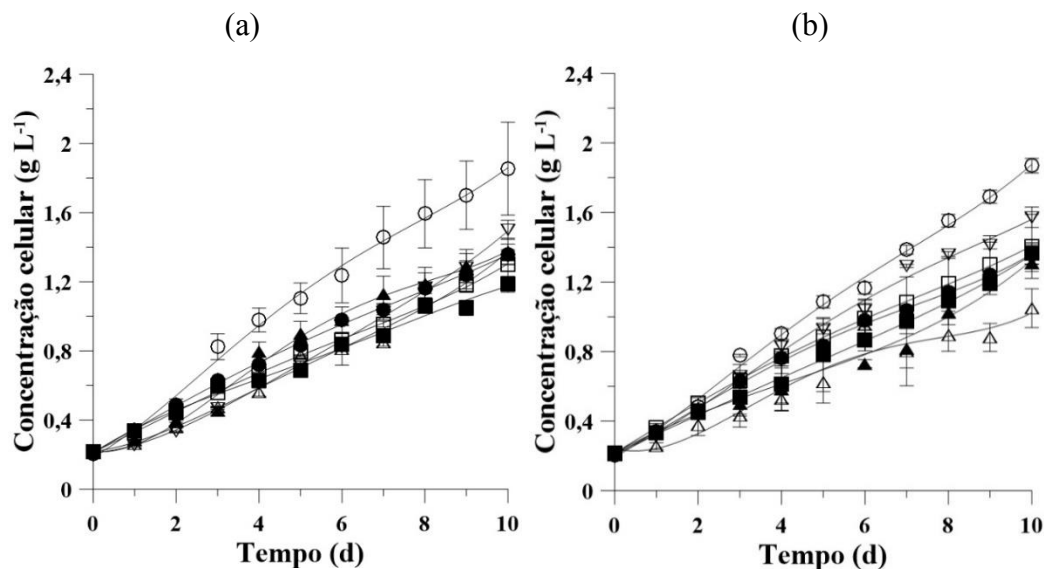 (a)
(b)
Concentração celular (g L⁻¹)
2,4
2
1,6
1,2
0,8
0,4
0
0 2 4 6 8 10
Tempo (d)
Concentração celular (g L⁻¹)
2,4
2
1,6
1,2
0,8
0,4
0
0 2 4 6 8 10
Tempo (d)